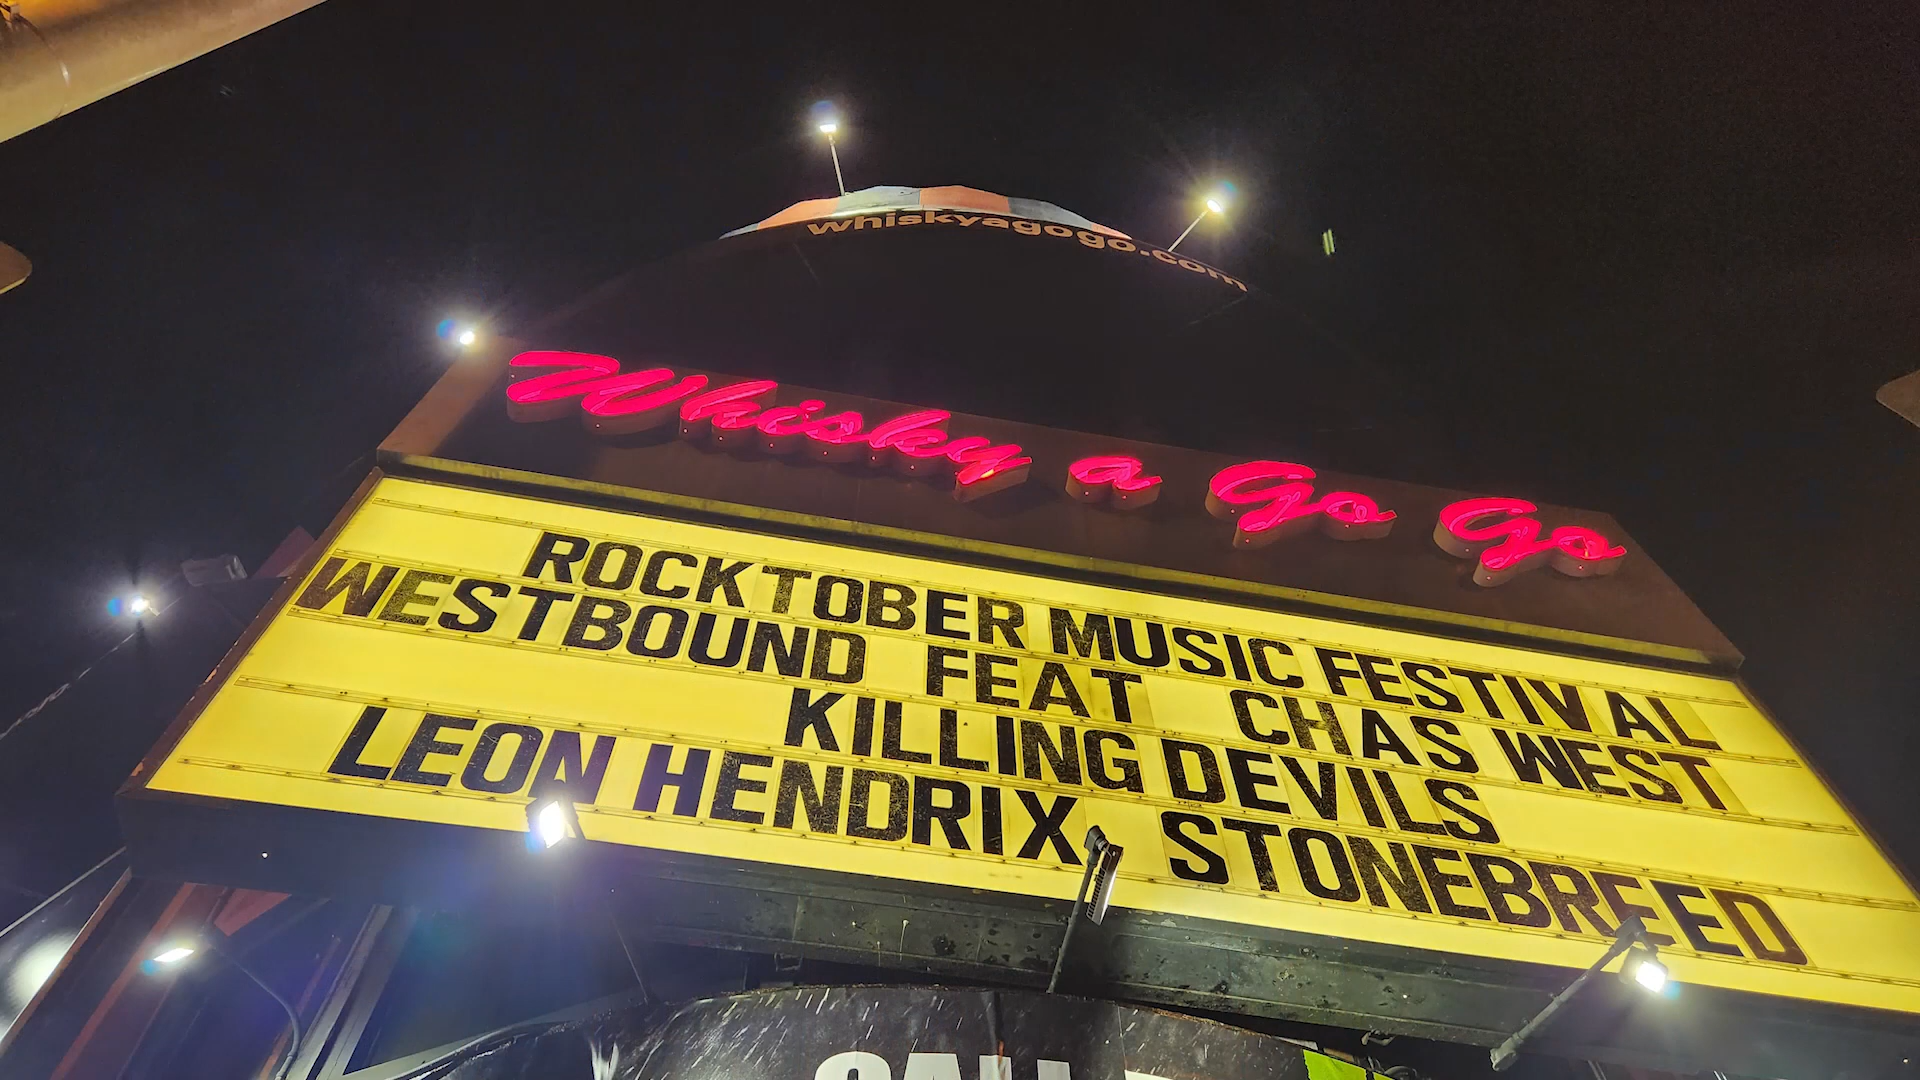 whiskyagogo.com
Whisky a Go Go
ROCKTOBER MUSIC FESTIVAL
WESTBOUND FEAT CHAS WEST
KILLING DEVILS
LEON HENDRIX STONEBREED